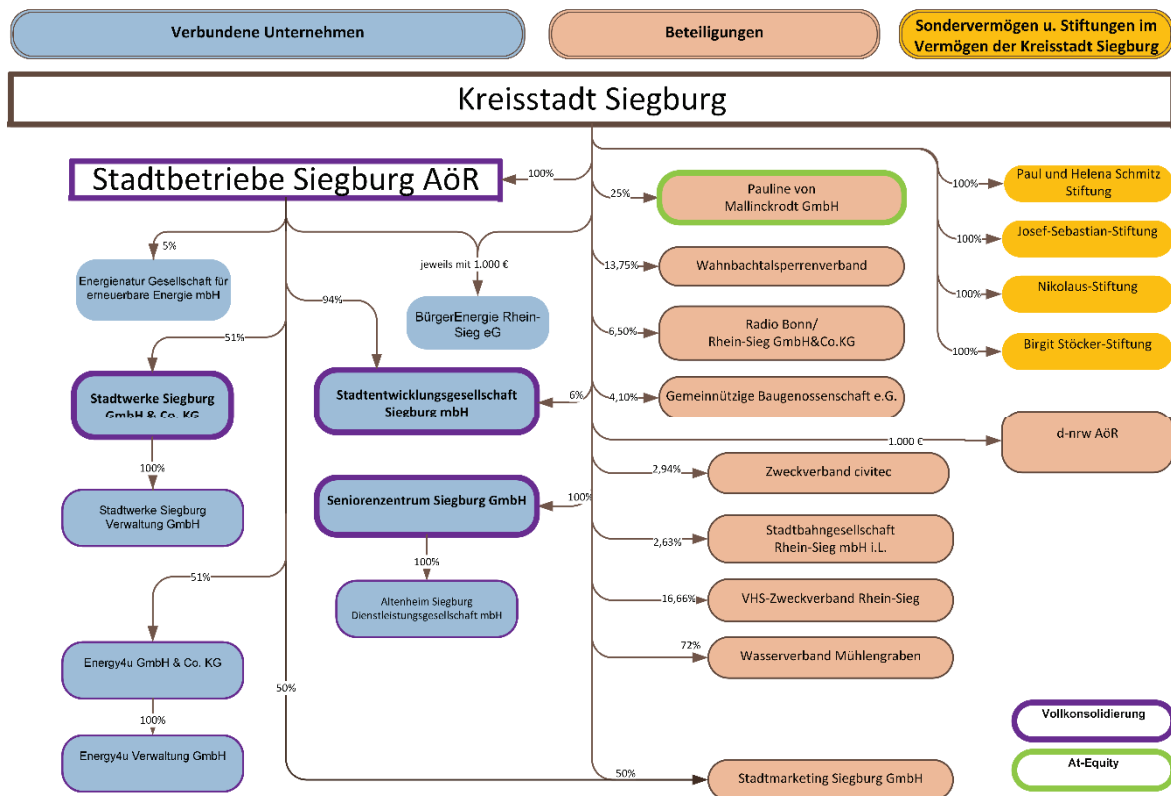 Verbundene Unternehmen
Beteiligungen
Sondervermögen u. Stiftungen im
Vermögen der Kreisstadt Siegburg
Kreisstadt Siegburg
Stadtbetriebe Siegburg AöR
100%
5%
Energienatur Gesellschaft für
erneuerbare Energie mbH
jeweils mit 1.000 €
BürgerEnergie Rhein-
Sieg eG
94%
51%
Stadtwerke Siegburg
GmbH & Co. KG
100%
Stadtwerke Siegburg
Verwaltung GmbH
Stadtentwicklungsgesellschaft
Siegburg mbH
6%
Seniorenzentrum Siegburg GmbH
100%
100%
Altenheim Siegburg
Dienstleistungsgesellschaft mbH
51%
Energy4u GmbH & Co. KG
100%
Energy4u Verwaltung GmbH
50%
25%
Pauline von
Mallinckrodt GmbH
13,75%
Wahnbachtalsperrenverband
6,50%
Radio Bonn/
Rhein-Sieg GmbH&Co.KG
4,10%
Gemeinnützige Baugenossenschaft e.G.
1.000 €
d-nrw AöR
2,94%
Zweckverband civitec
2,63%
Stadtbahngesellschaft
Rhein-Sieg mbH i.L.
16,66%
VHS-Zweckverband Rhein-Sieg
72%
Wasserverband Mühlengraben
50%
Stadtmarketing Siegburg GmbH
100%
Paul und Helena Schmitz
Stiftung
100%
Josef-Sebastian-Stiftung
100%
Nikolaus-Stiftung
100%
Birgit Stöcker-Stiftung
Vollkonsolidierung
At-Equity